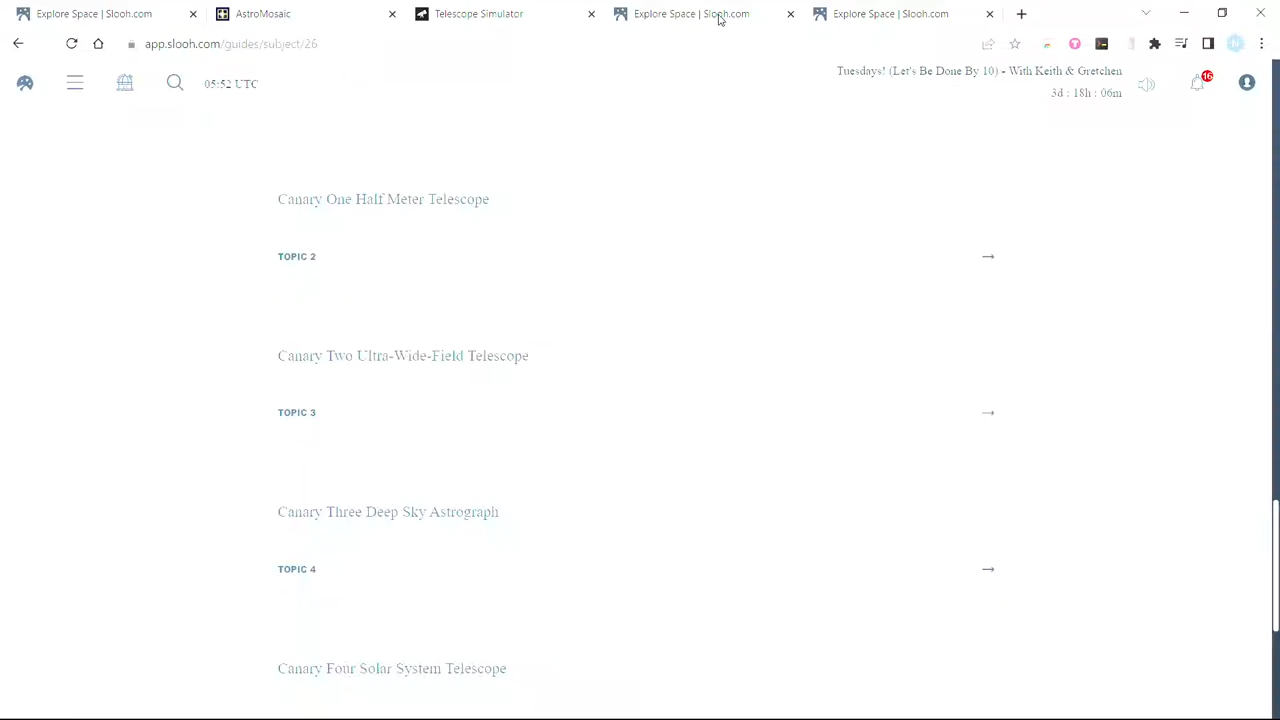 Explore Space | Slooh.com
AstroMosaic
Telescope Simulator
Explore Space | Slooh.com
Explore Space | Slooh.com
app.slooh.com/guides/subject/26
05:52 UTC
Tuesdays! (Let's Be Done By 10) - With Keith & Gretchen
3d : 18h : 06m
16
Canary One Half Meter Telescope
TOPIC 2
Canary Two Ultra-Wide-Field Telescope
TOPIC 3
Canary Three Deep Sky Astrograph
TOPIC 4
Canary Four Solar System Telescope